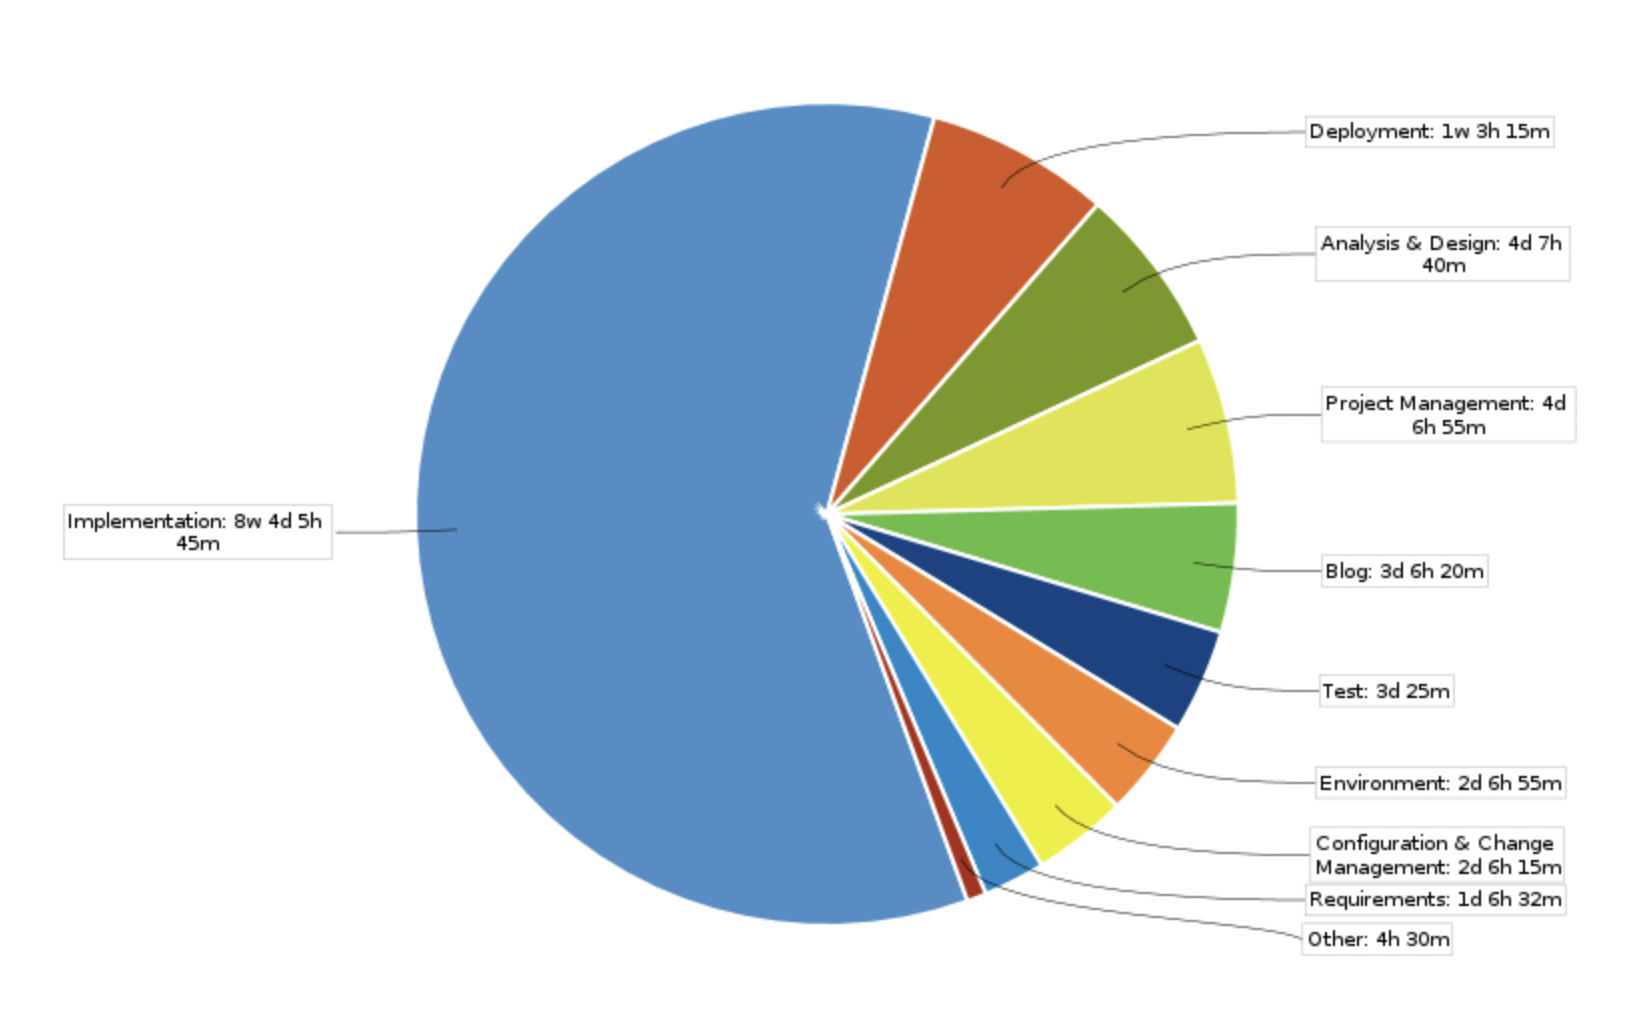 Deployment: 1w 3h 15m
Analysis & Design: 4d 7h
40m
Project Management: 4d
6h 55m
Implementation: 8w 4d 5h
45m
Blog: 3d 6h 20m
Test: 3d 25m
Environment: 2d 6h 55m
Configuration & Change
Management: 2d 6h 15m
Requirements: 1d 6h 32m
Other: 4h 30m